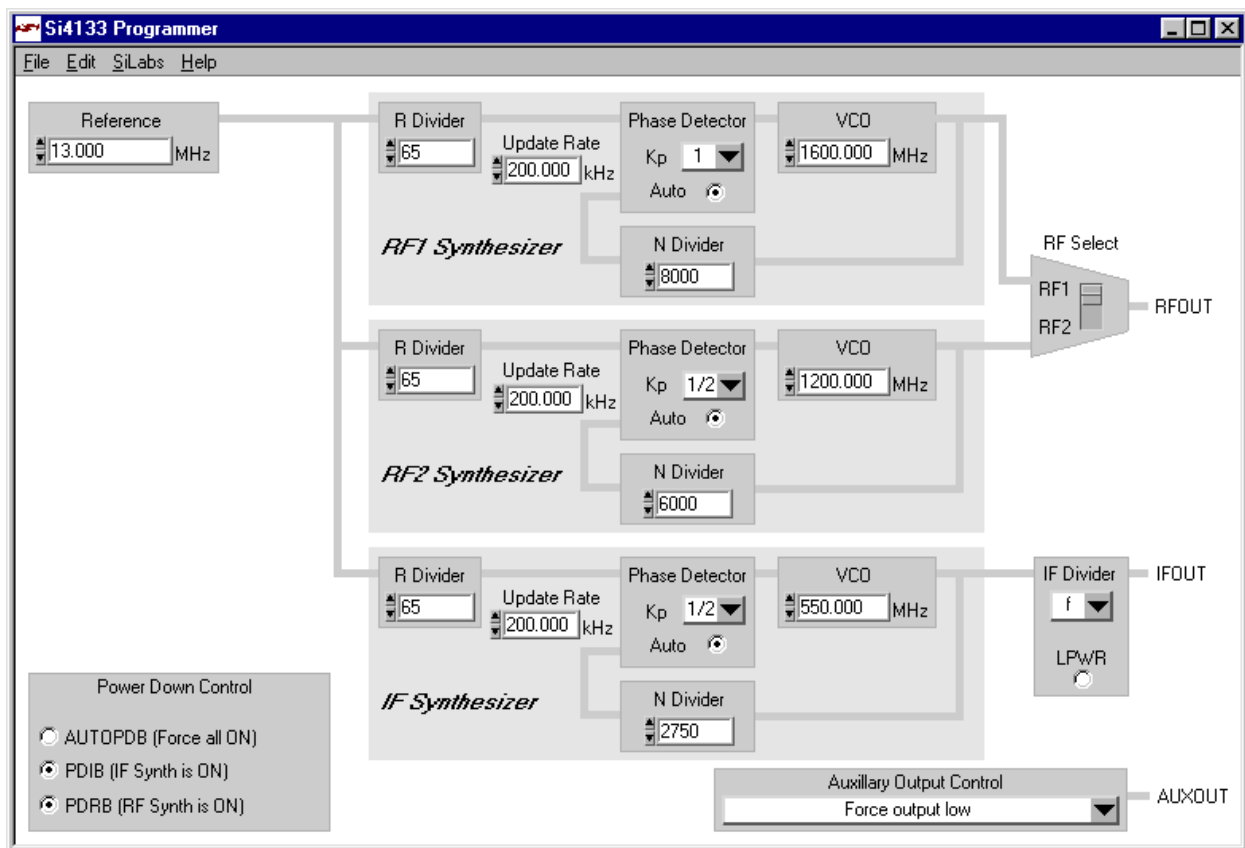 Si4133 Programmer
File Edit SiLabs Help
Reference
13.000 MHz
R Divider
65
Update Rate
200.000 kHz
Phase Detector
Kp 1
Auto
VCO
1600.000 MHz
RF1 Synthesizer
N Divider
8000
RF Select
RF1
RF2
RFOUT
R Divider
65
Update Rate
200.000 kHz
Phase Detector
Kp 1/2
Auto
VCO
1200.000 MHz
RF2 Synthesizer
N Divider
6000
R Divider
65
Update Rate
200.000 kHz
Phase Detector
Kp 1/2
Auto
VCO
550.000 MHz
IF Synthesizer
N Divider
2750
IF Divider
f
LPWR
IFOUT
Power Down Control
AUTOPDB (Force all ON)
PDIB (IF Synth is ON)
PDRB (RF Synth is ON)
Auxillary Output Control
Force output low
AUXOUT